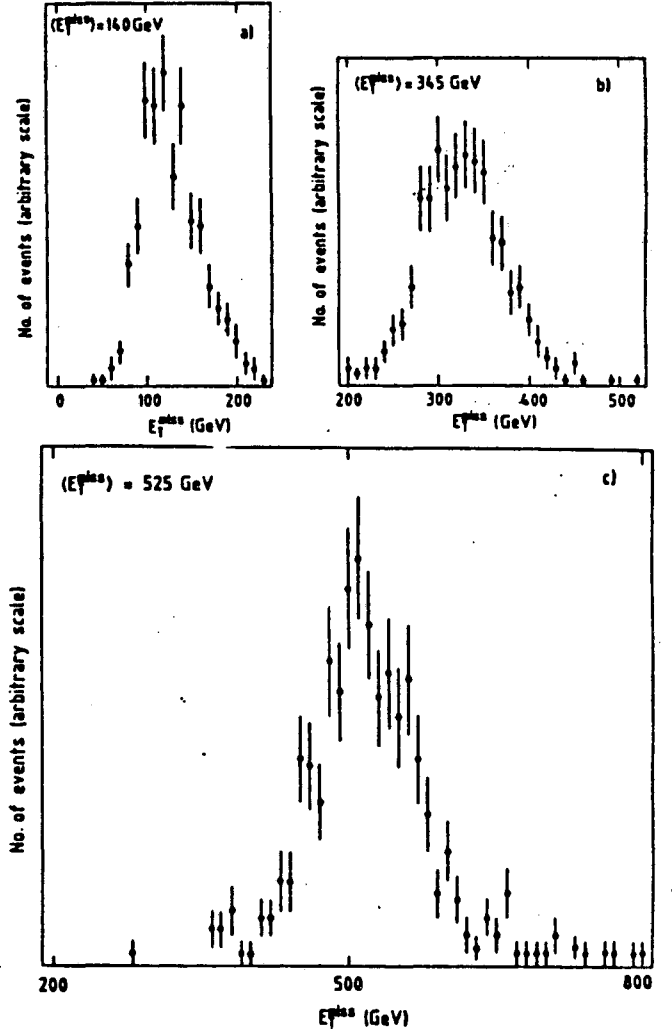 ⟨E_T^miss⟩ = 140 GeV
a)
No. of events (arbitrary scale)
0 100 200
E_T^miss (GeV)
⟨E_T^miss⟩ = 345 GeV
b)
No. of events (arbitrary scale)
200 300 400 500
E_T^miss (GeV)
⟨E_T^miss⟩ = 525 GeV
c)
No. of events (arbitrary scale)
200 500 800
E_T^miss (GeV)